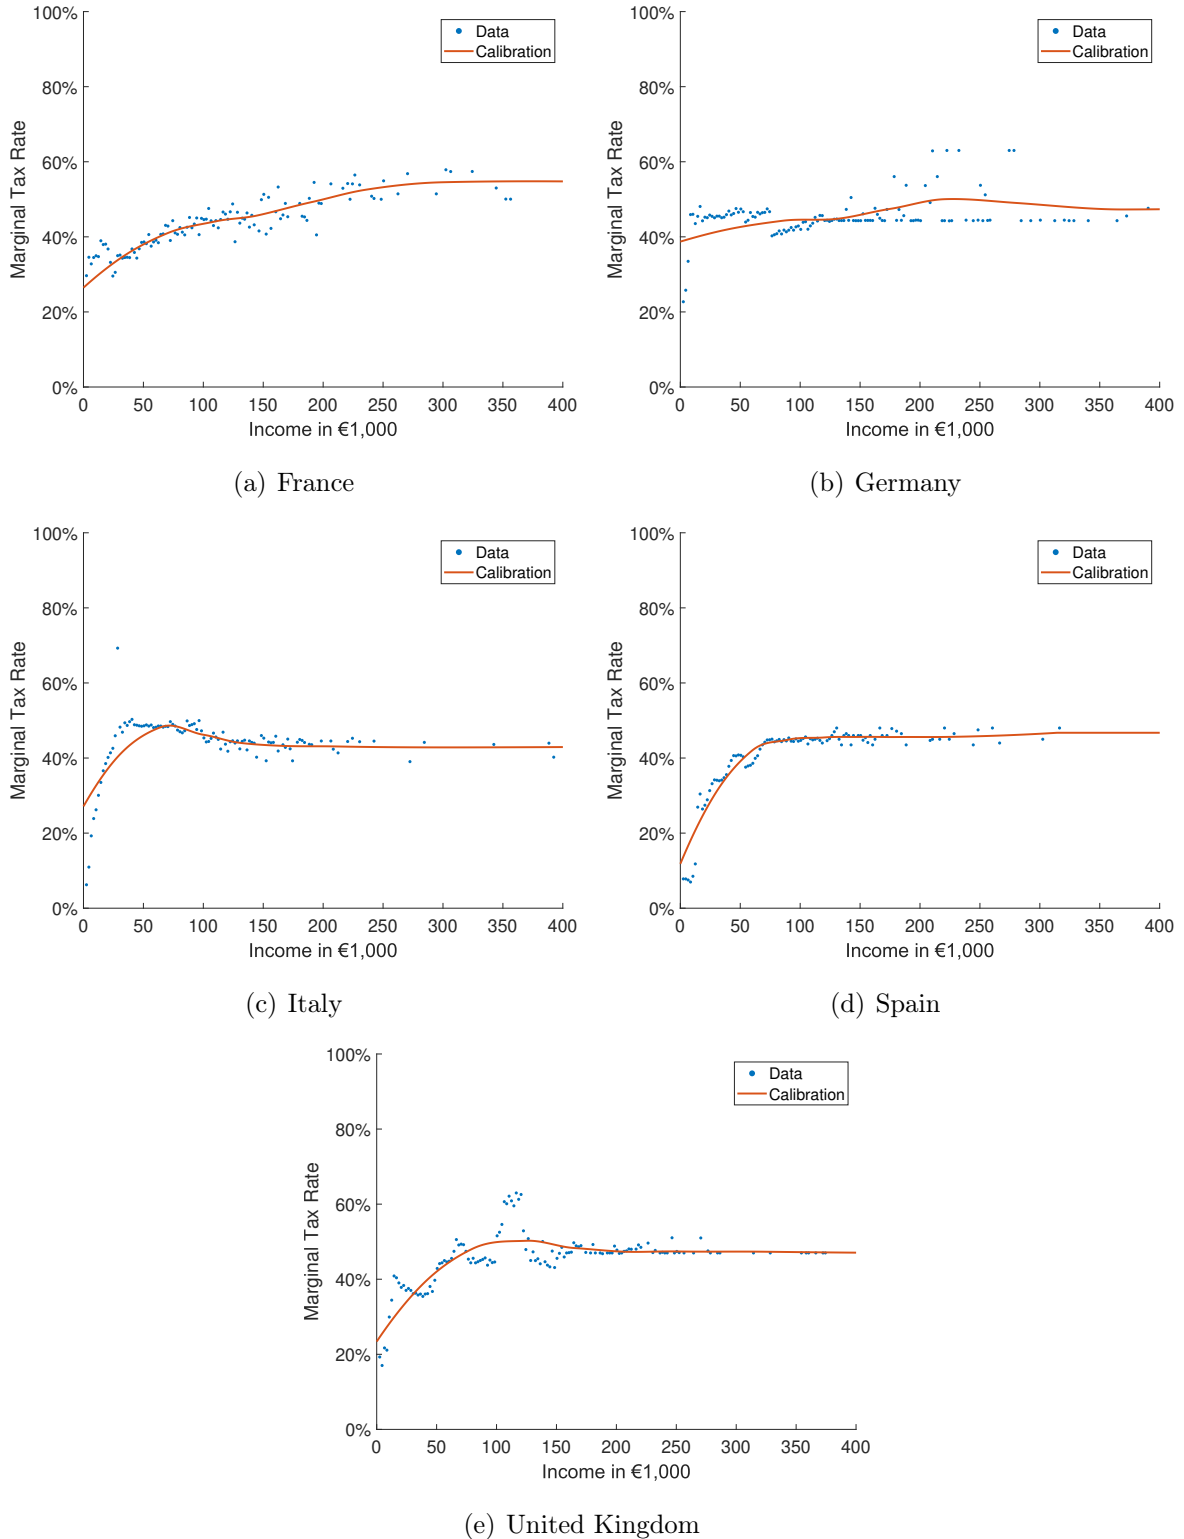 100%
80%
60%
40%
20%
0%
Marginal Tax Rate
Data
Calibration
0 50 100 150 200 250 300 350 400
Income in €1,000
(a) France
100%
80%
60%
40%
20%
0%
Marginal Tax Rate
Data
Calibration
0 50 100 150 200 250 300 350 400
Income in €1,000
(b) Germany
100%
80%
60%
40%
20%
0%
Marginal Tax Rate
Data
Calibration
0 50 100 150 200 250 300 350 400
Income in €1,000
(c) Italy
100%
80%
60%
40%
20%
0%
Marginal Tax Rate
Data
Calibration
0 50 100 150 200 250 300 350 400
Income in €1,000
(d) Spain
100%
80%
60%
40%
20%
0%
Marginal Tax Rate
Data
Calibration
0 50 100 150 200 250 300 350 400
Income in €1,000
(e) United Kingdom